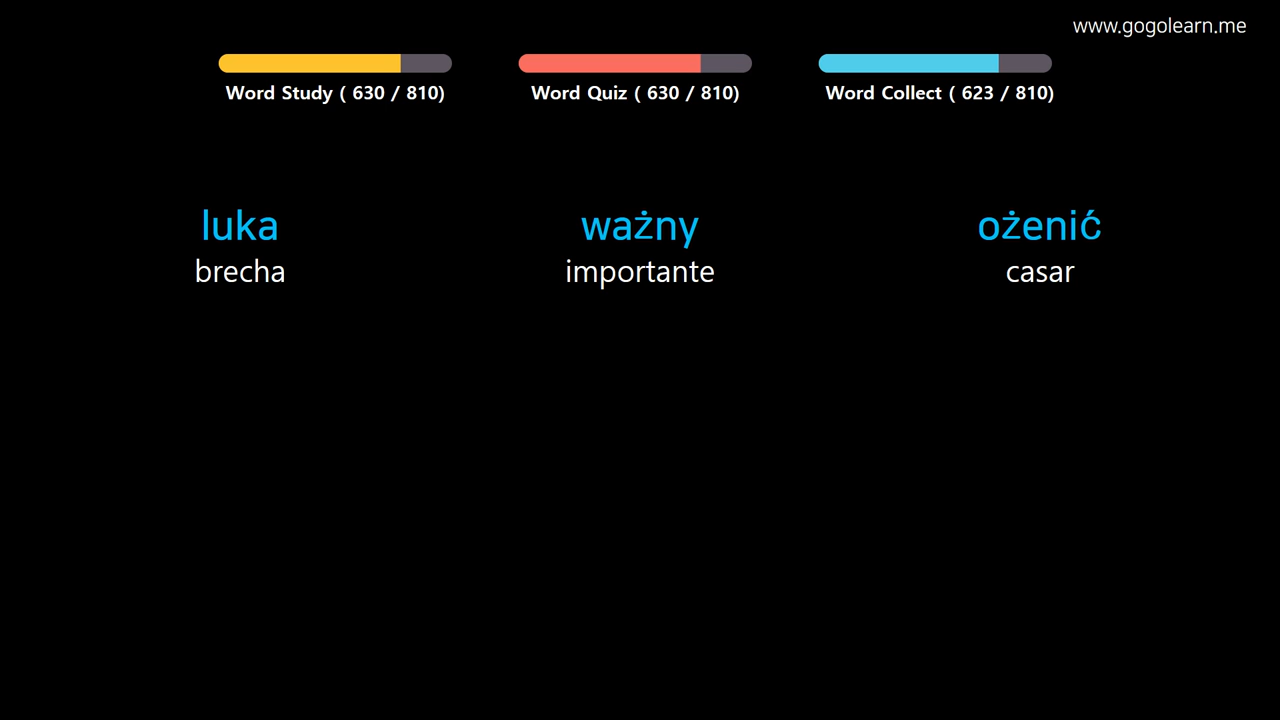 www.gogolearn.me
Word Study ( 630 / 810)
Word Quiz ( 630 / 810)
Word Collect ( 623 / 810)
luka
brecha
ważny
importante
ożenić
casar